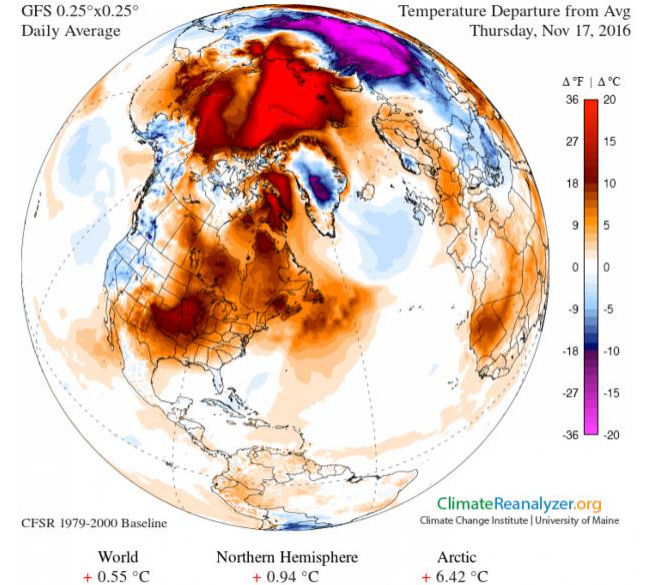 GFS 0.25°x0.25°
Daily Average
Temperature Departure from Avg
Thursday, Nov 17, 2016
Δ °F | Δ °C
36 20
27 15
18 10
9 5
0 0
-9 -5
-18 -10
-27 -15
-36 -20
ClimateReanalyzer.org
Climate Change Institute | University of Maine
CFSR 1979-2000 Baseline
World Northern Hemisphere Arctic
+ 0.55 °C + 0.94 °C + 6.42 °C